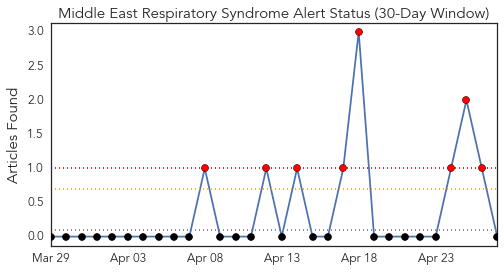 Middle East Respiratory Syndrome Alert Status (30-Day Window)
Articles Found
3.0
2.5
2.0
1.5
1.0
0.5
0.0
Mar 29 Apr 03 Apr 08 Apr 13 Apr 18 Apr 23